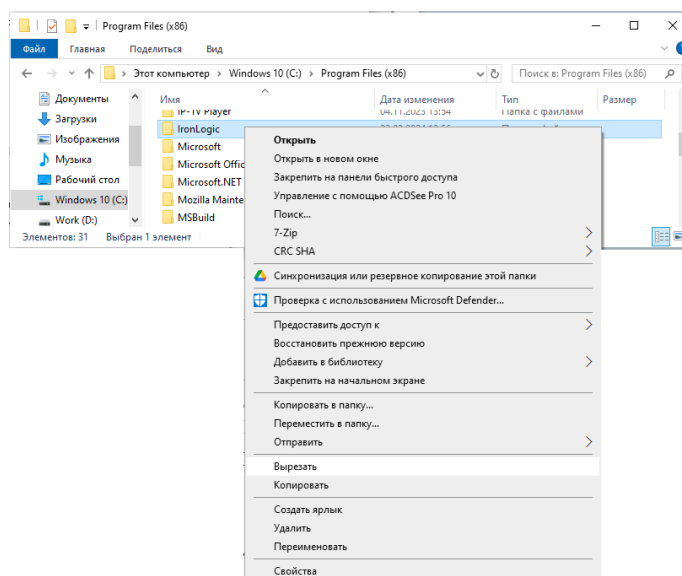 Program Files (x86)
Файл Главная Поделиться Вид
Этот компьютер > Windows 10 (C:) > Program Files (x86) Поиск в: Program Files (x86)
Документы
Загрузки
Изображения
Музыка
Рабочий стол
Windows 10 (C:)
Work (D:)
Имя Дата изменения Тип Размер
IP-TV Player 04.11.2023 13:54 Папка с файлами
IronLogic
Microsoft
Microsoft Offic
Microsoft.NET
Mozilla Mainte
MSBuild
Элементов: 31 Выбран 1 элемент
Открыть
Открыть в новом окне
Закрепить на панели быстрого доступа
Управление с помощью ACDSee Pro 10
Поиск...
7-Zip
CRC SHA
Синхронизация или резервное копирование этой папки
Проверка с использованием Microsoft Defender...
Предоставить доступ к
Восстановить прежнюю версию
Добавить в библиотеку
Закрепить на начальном экране
Копировать в папку...
Переместить в папку...
Отправить
Вырезать
Копировать
Создать ярлык
Удалить
Переименовать
Свойства